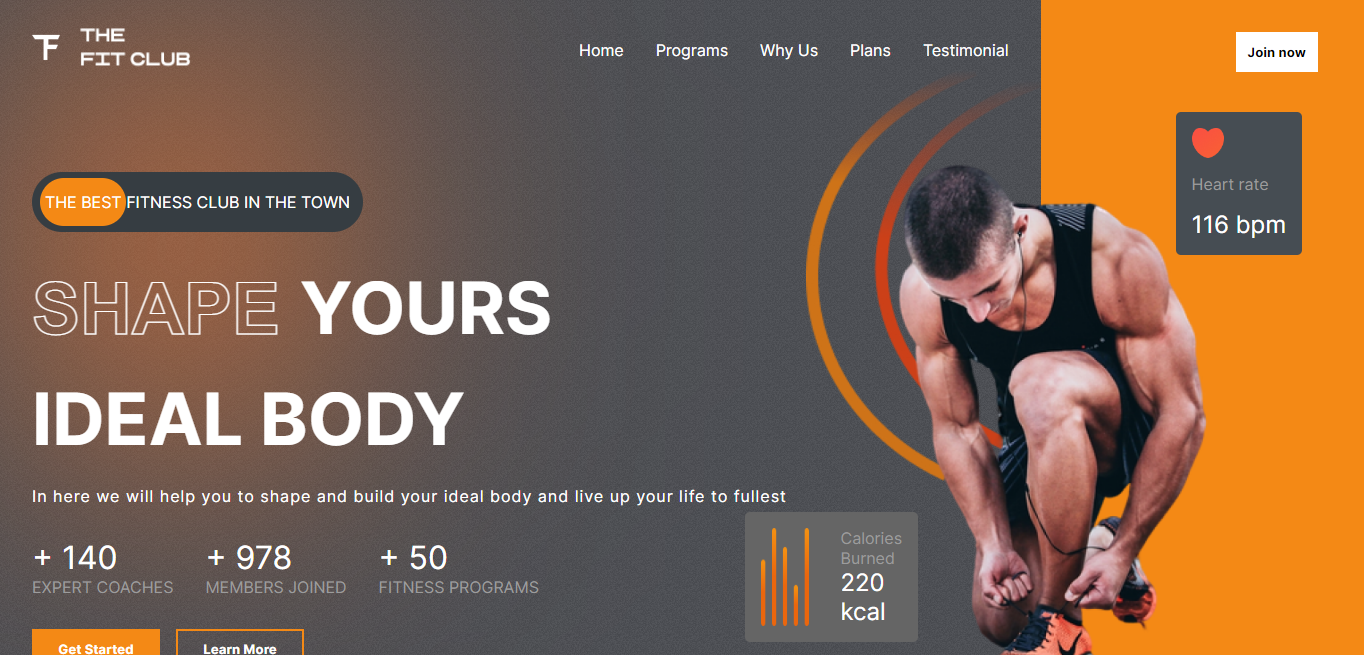 THE
FIT CLUB
Home Programs Why Us Plans Testimonial
Join now
Heart rate
116 bpm
THE BEST FITNESS CLUB IN THE TOWN
SHAPE YOURS
IDEAL BODY
In here we will help you to shape and build your ideal body and live up your life to fullest
+ 140
EXPERT COACHES
+ 978
MEMBERS JOINED
+ 50
FITNESS PROGRAMS
Calories
Burned
220
kcal
Get Started
Learn More